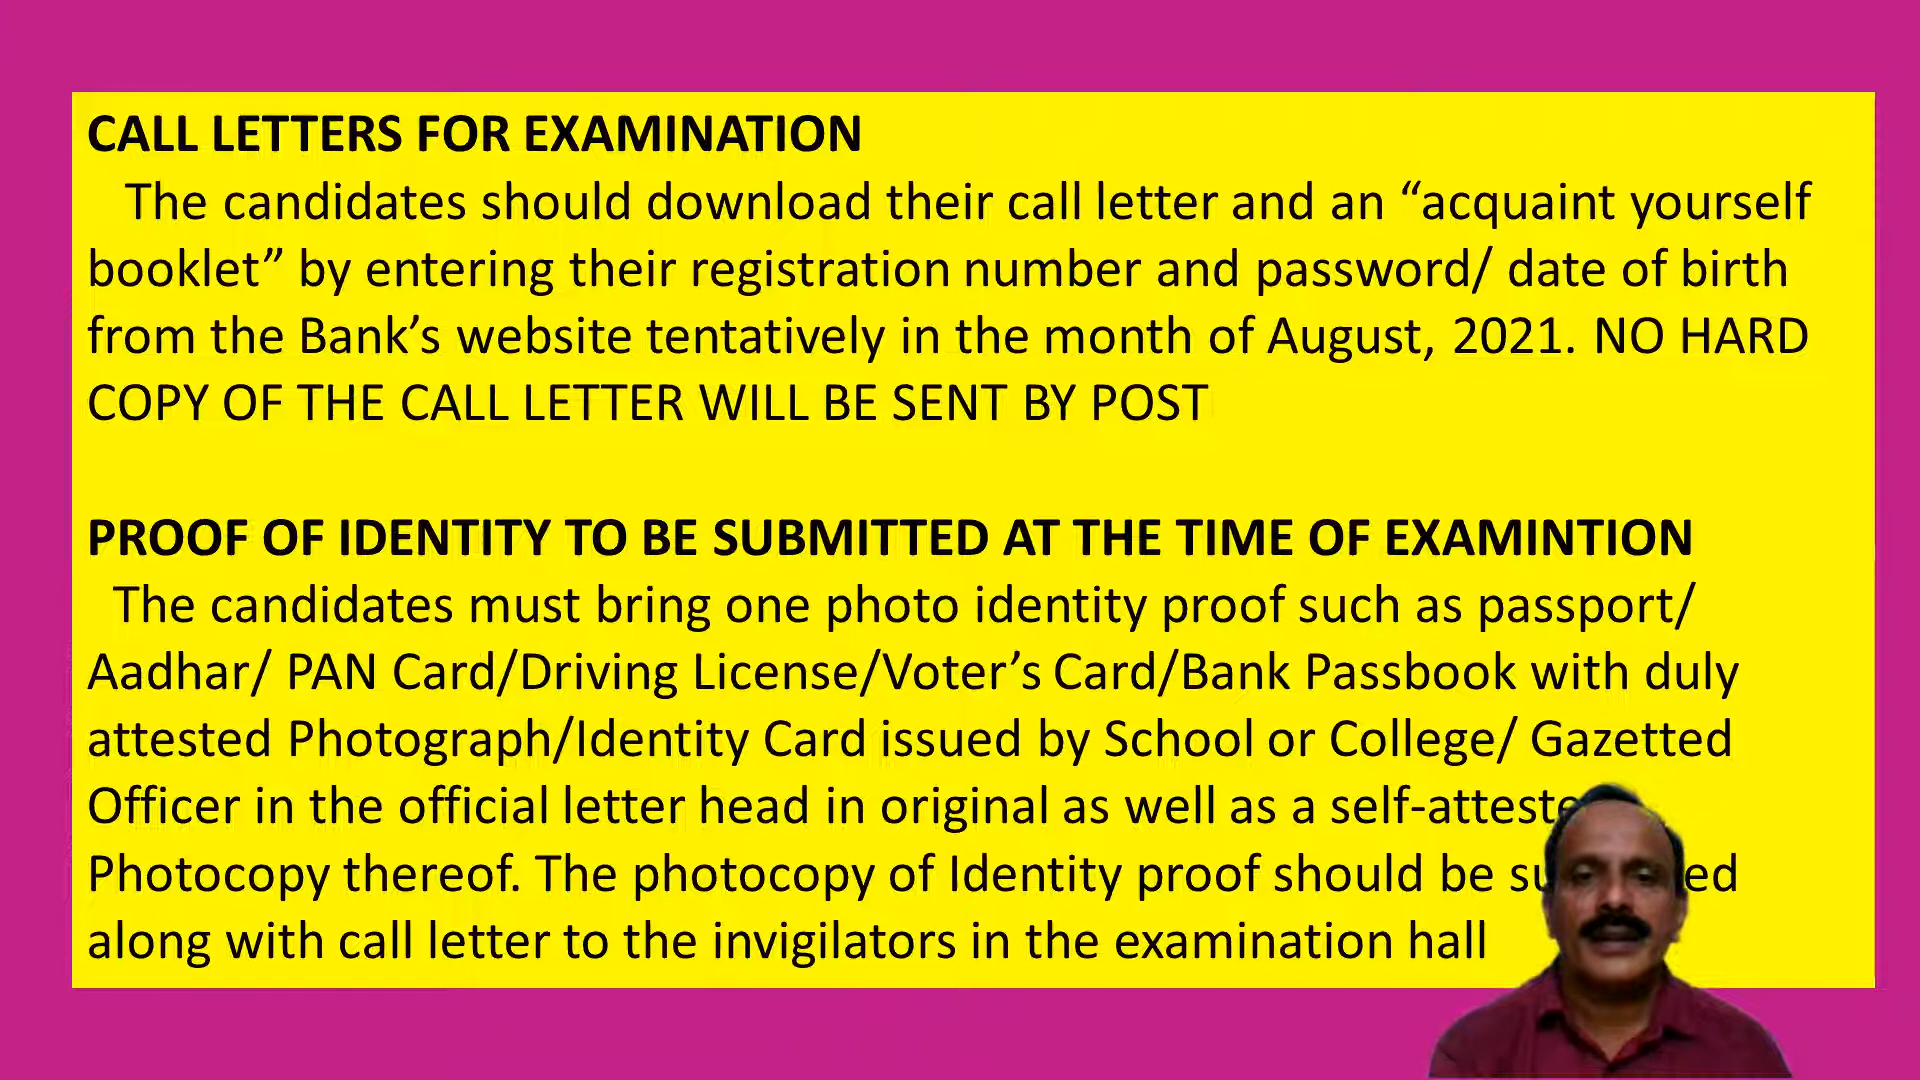 CALL LETTERS FOR EXAMINATION
The candidates should download their call letter and an “acquaint yourself
booklet” by entering their registration number and password/ date of birth
from the Bank’s website tentatively in the month of August, 2021. NO HARD
COPY OF THE CALL LETTER WILL BE SENT BY POST
PROOF OF IDENTITY TO BE SUBMITTED AT THE TIME OF EXAMINTION
The candidates must bring one photo identity proof such as passport/
Aadhar/ PAN Card/Driving License/Voter’s Card/Bank Passbook with duly
attested Photograph/Identity Card issued by School or College/ Gazetted
Officer in the official letter head in original as well as a
Photocopy thereof. The photocopy of Identity proof should be
along with call letter to the invigilators in the examination hall